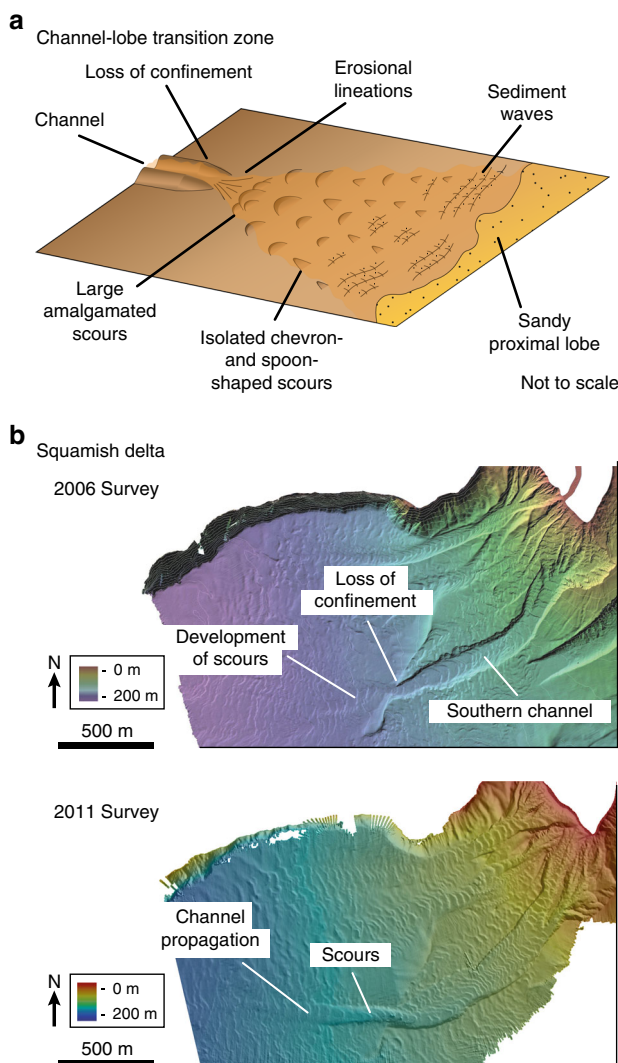 a
Channel-lobe transition zone
Loss of confinement
Erosional
lineations
Sediment
waves
Channel
Large
amalgamated
scours
Isolated chevron-
and spoon-
shaped scours
Sandy
proximal lobe
Not to scale
b
Squamish delta
2006 Survey
Loss of
confinement
Development
of scours
Southern channel
N
- 0 m
- 200 m
500 m
2011 Survey
Channel
propagation
Scours
N
- 0 m
- 200 m
500 m